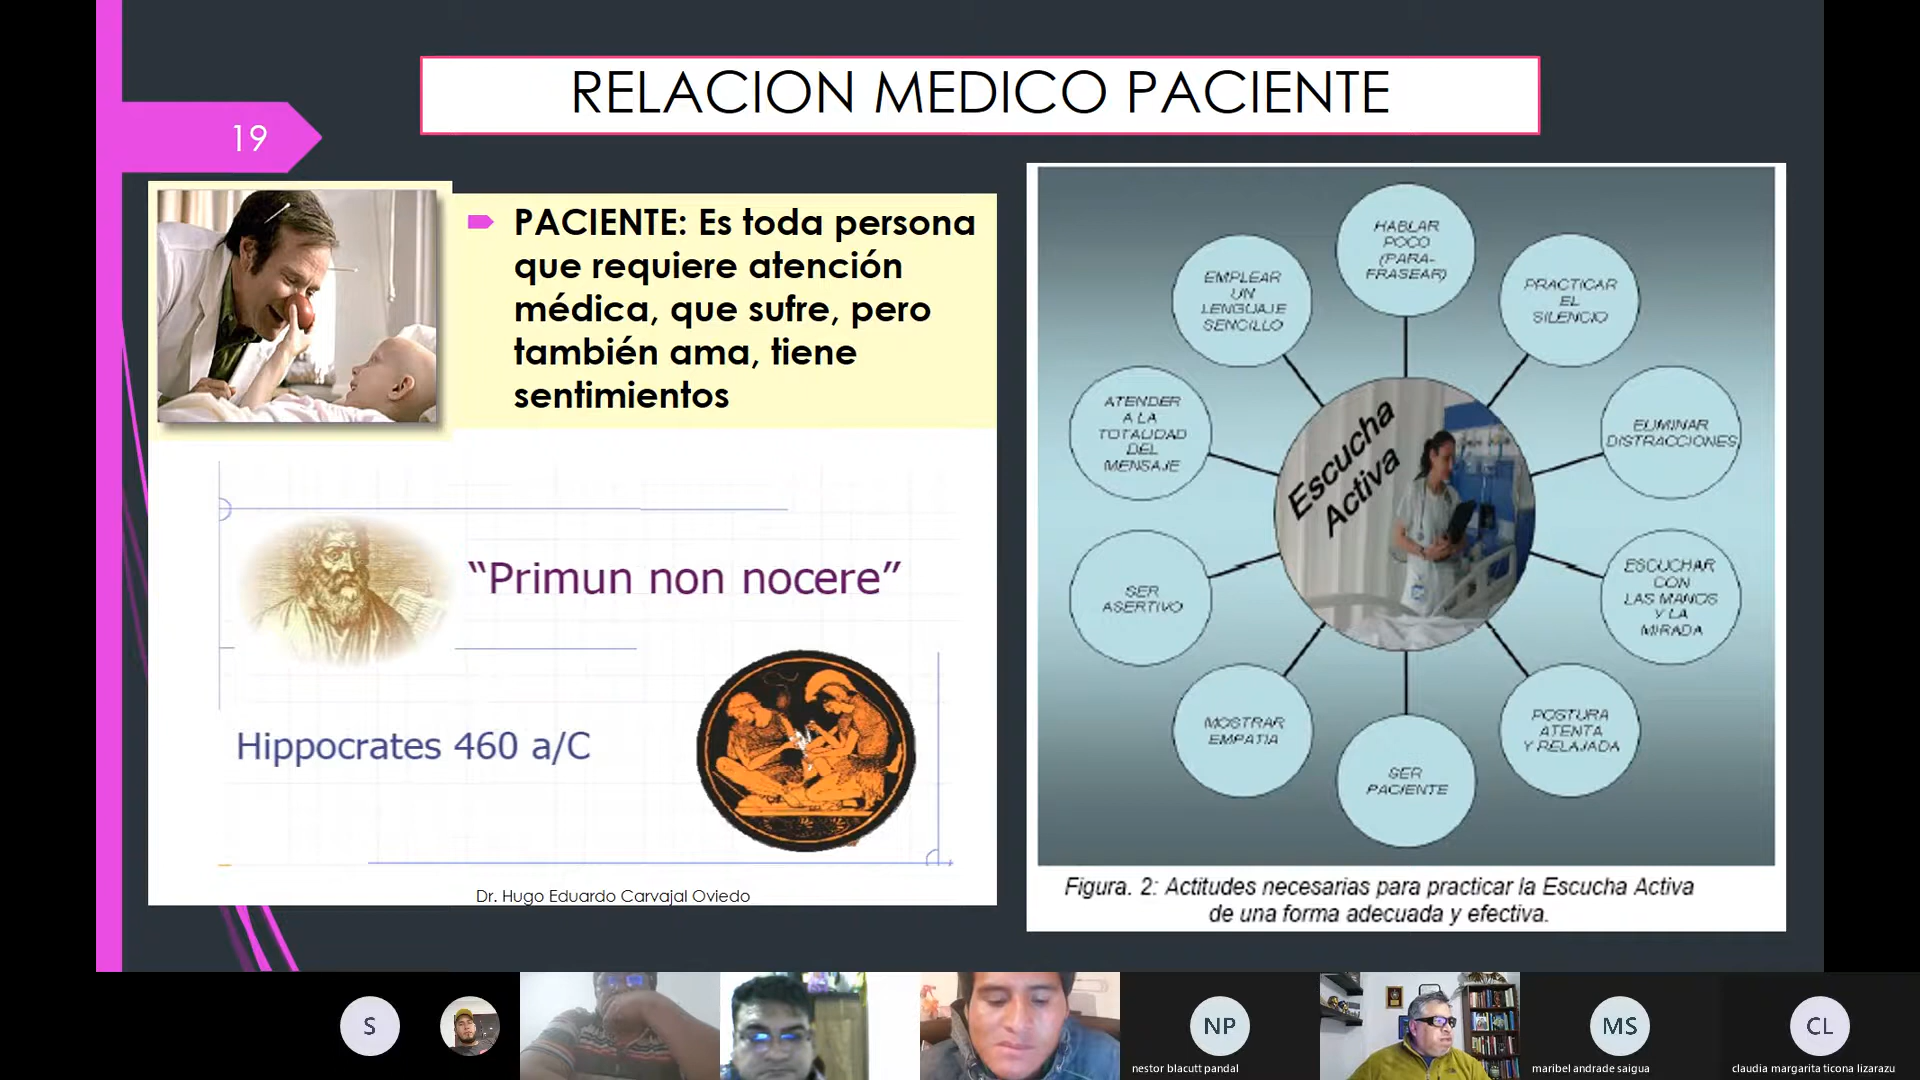 RELACION MEDICO PACIENTE
19
PACIENTE: Es toda persona
que requiere atención
médica, que sufre, pero
también ama, tiene
sentimientos
“Primun non nocere”
Hippocrates 460 a/C
Dr. Hugo Eduardo Carvajal Oviedo
HABLAR
POCO
(PARA-
FRASEAR)
PRACTICAR
EL
SILENCIO
ELIMINAR
DISTRACCIONES
ESCUCHAR
CON
LAS MANOS
Y LA
MIRADA
POSTURA
ATENTA
Y RELAJADA
SER
PACIENTE
MOSTRAR
EMPATIA
SER
ASERTIVO
ATENDER
A LA
TOTALIDAD
DEL
MENSAJE
EMPLEAR
UN
LENGUAJE
SENCILLO
Escucha
Activa
Figura. 2: Actitudes necesarias para practicar la Escucha Activa
de una forma adecuada y efectiva.
S
NP
nestor blacutt pandal
MS
maribel andrade saigua
CL
claudia margarita ticona lizarazu